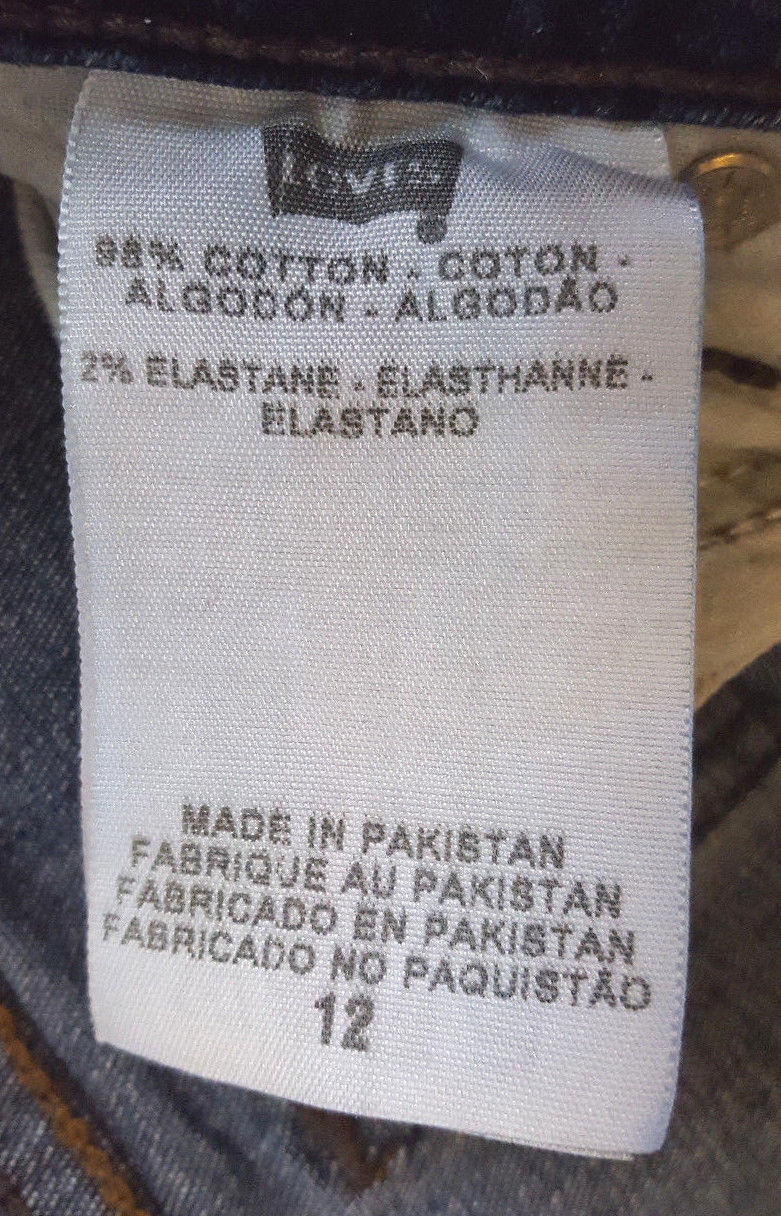 Levi's
98% COTTON - COTON -
ALGODÓN - ALGODÃO
2% ELASTANE - ELASTHANNE -
ELASTANO
MADE IN PAKISTAN
FABRIQUE AU PAKISTAN
FABRICADO EN PAKISTAN
FABRICADO NO PAQUISTÃO
12